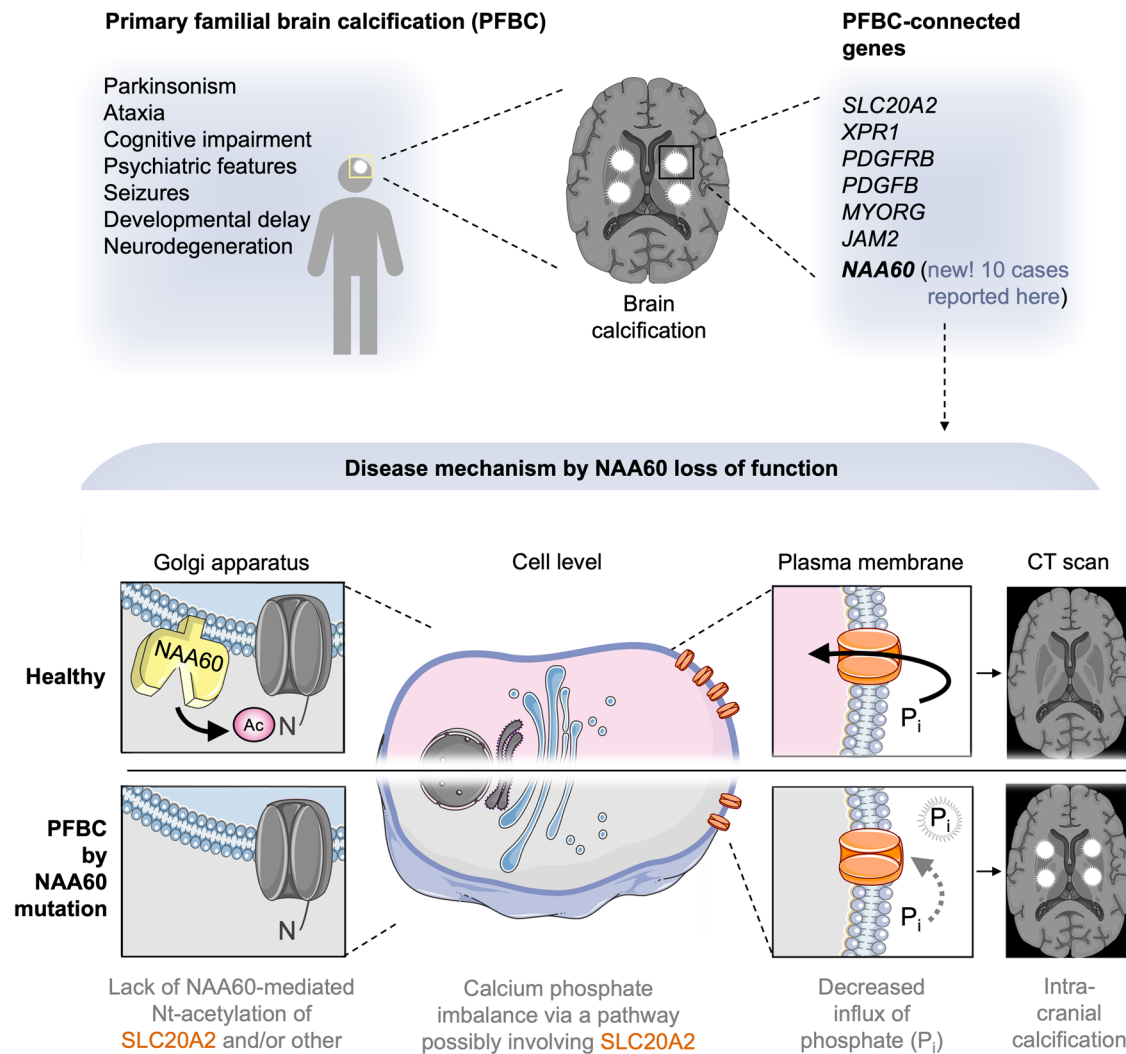 Primary familial brain calcification (PFBC)
PFBC-connected
genes
Parkinsonism
Ataxia
Cognitive impairment
Psychiatric features
Seizures
Developmental delay
Neurodegeneration
Brain
calcification
SLC20A2
XPR1
PDGFRB
PDGFB
MYORG
JAM2
NAA60 (new! 10 cases
reported here)
Disease mechanism by NAA60 loss of function
Golgi apparatus
Cell level
Plasma membrane
CT scan
Healthy
NAA60
Ac
N
Pi
PFBC
by
NAA60
mutation
N
Pi
Pi
Lack of NAA60-mediated
Nt-acetylation of
SLC20A2 and/or other
Calcium phosphate
imbalance via a pathway
possibly involving SLC20A2
Decreased
influx of
phosphate (Pi)
Intra-
cranial
calcification